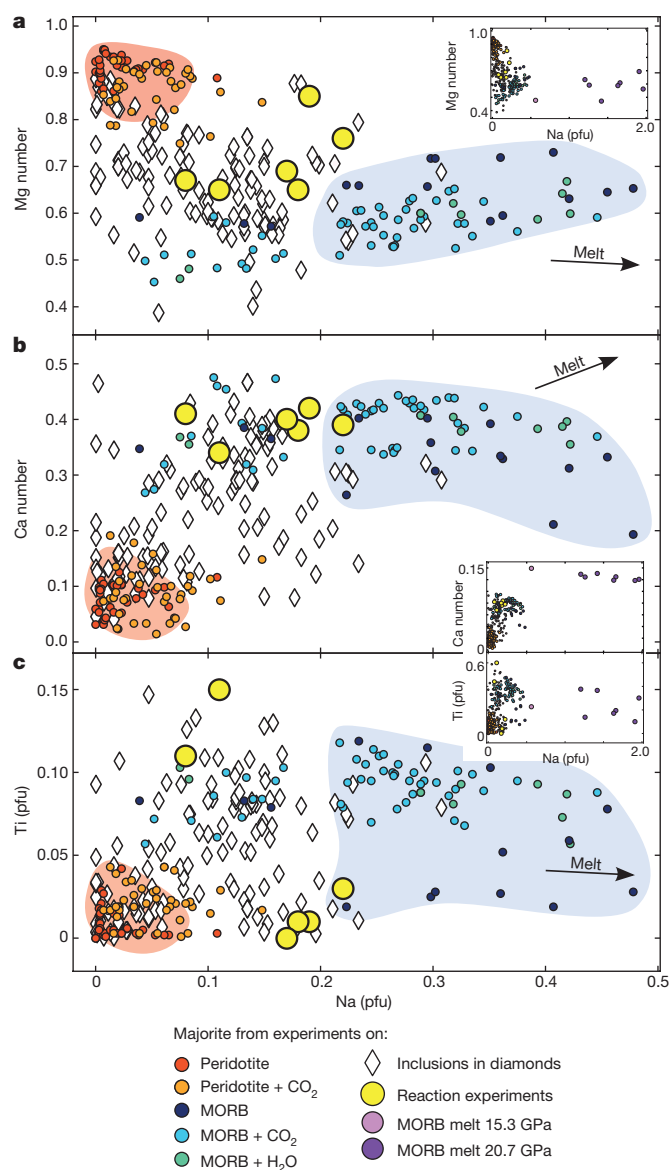 a
1.0
0.9
0.8
0.7
0.6
0.5
0.4
Mg number
Mg number
1.0
0.4
0
1.0
2.0
Na (pfu)
Melt
b
0.5
0.4
0.3
0.2
0.1
0.0
Ca number
Melt
Ca number
0.15
0
c
0.15
0.10
0.05
0
Ti (pfu)
Ti (pfu)
0.6
0
0
1.0
2.0
Na (pfu)
Melt
0
0.1
0.2
0.3
0.4
0.5
Na (pfu)
Majorite from experiments on:
Peridotite
Peridotite + CO₂
MORB
MORB + CO₂
MORB + H₂O
Inclusions in diamonds
Reaction experiments
MORB melt 15.3 GPa
MORB melt 20.7 GPa